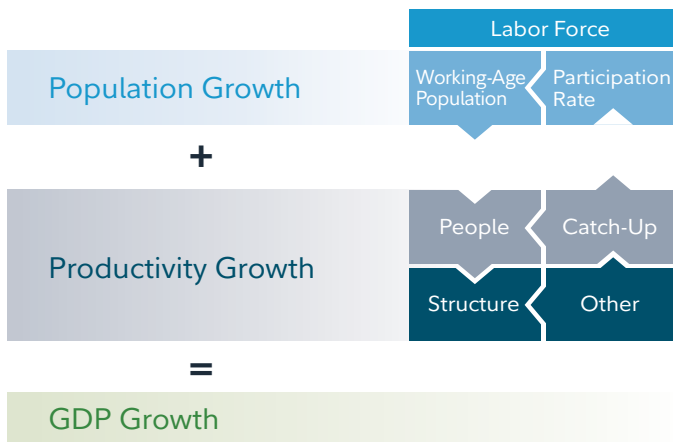 Labor Force
Population Growth
Working-Age
Population
Participation
Rate
+
Productivity Growth
People
Catch-Up
Structure
Other
=
GDP Growth